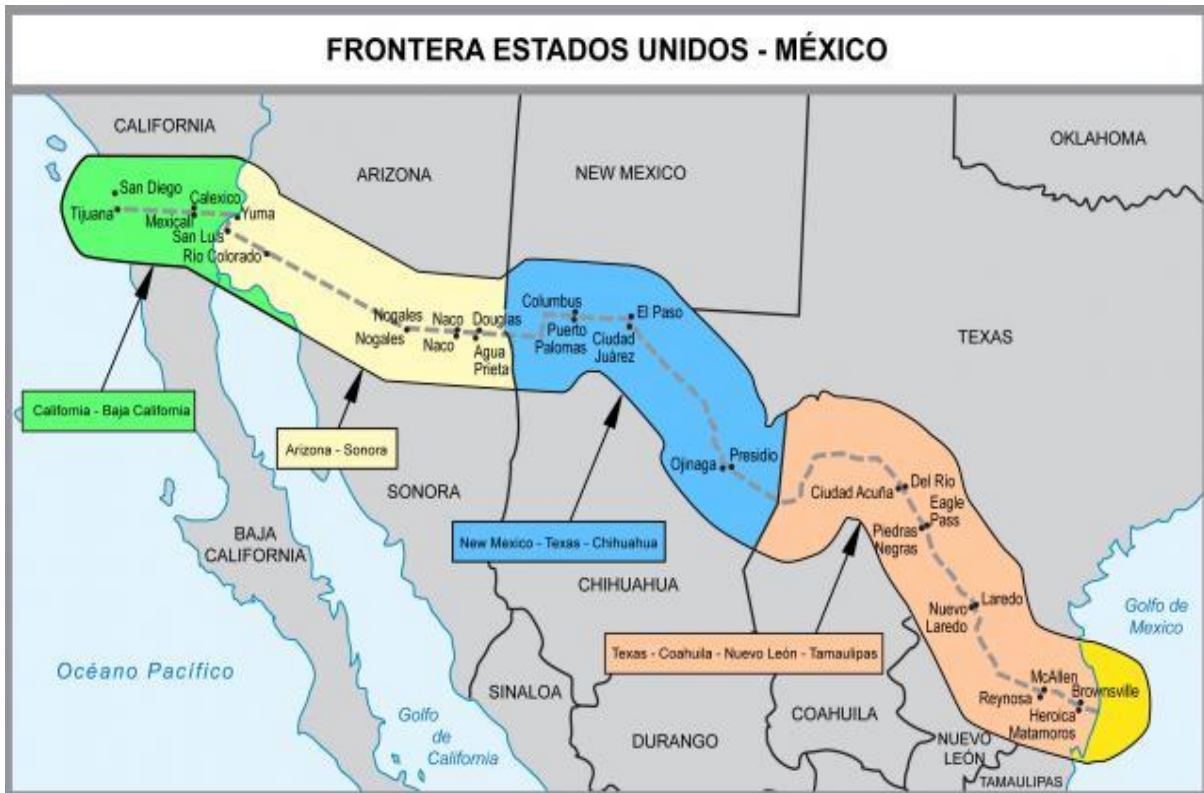 FRONTERA ESTADOS UNIDOS - MÉXICO
CALIFORNIA
ARIZONA
NEW MEXICO
OKLAHOMA
San Diego
Tijuana
Calexico
Mexicali
Yuma
San Luis
Rio Colorado
Nogales
Nogales
Naco
Naco
Douglas
Agua
Prieta
Columbus
Puerto
Palomas
El Paso
Ciudad
Juárez
TEXAS
California - Baja California
Arizona - Sonora
Ojinaga
Presidio
Ciudad Acuña
Del Río
Eagle
Pass
Piedras
Negras
SONORA
BAJA
CALIFORNIA
New Mexico - Texas - Chihuahua
CHIHUAHUA
Nuevo
Laredo
Laredo
Golfo de
Mexico
Texas - Coahuila - Nuevo León - Tamaulipas
Océano Pacífico
SINALOA
McAllen
Reynosa
Brownsville
Heroica
Matamoros
Golfo
de
California
DURANGO
COAHUILA
NUEVO
LEÓN
TAMAULIPAS